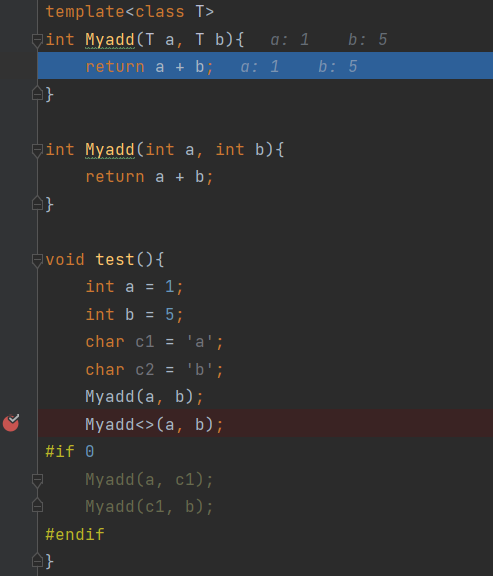 template<class T>
int Myadd(T a, T b){   a: 1    b: 5
    return a + b;   a: 1    b: 5
}

int Myadd(int a, int b){
    return a + b;
}

void test(){
    int a = 1;
    int b = 5;
    char c1 = 'a';
    char c2 = 'b';
    Myadd(a, b);
    Myadd<>(a, b);
#if 0
    Myadd(a, c1);
    Myadd(c1, b);
#endif
}